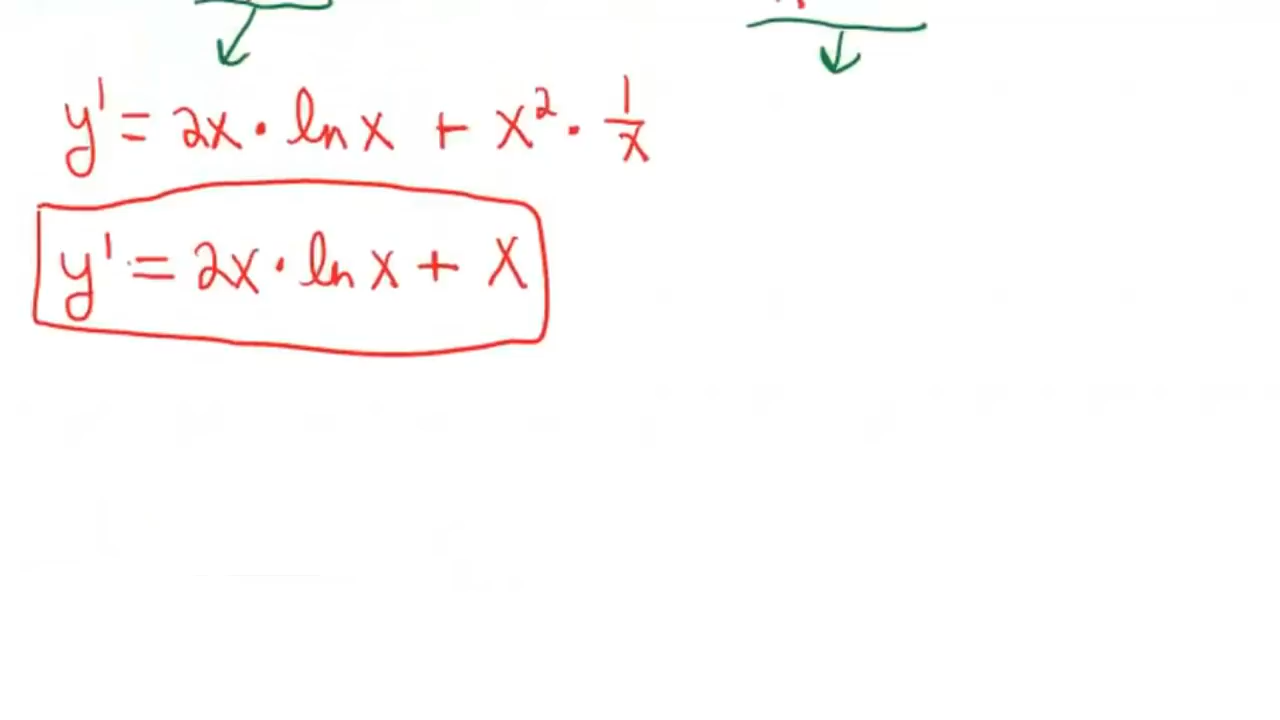 y' = 2x · ln x + x² · 1/x
y' = 2x · ln x + x